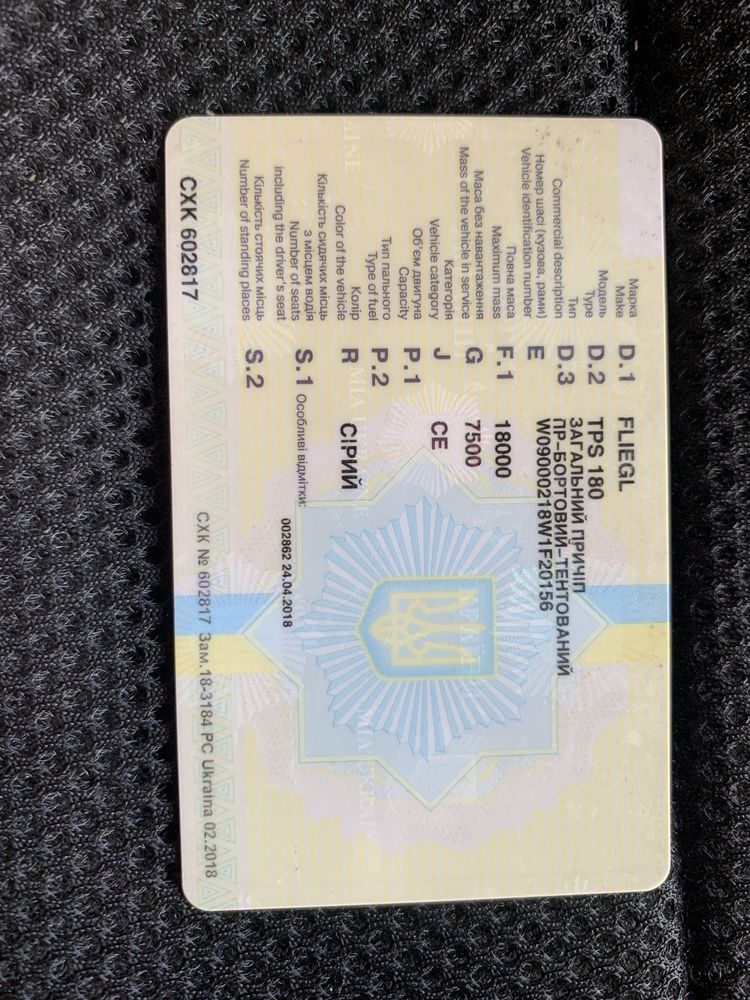 Марка
Make
D.1 FLIEGL
Модель
Type
D.2 TPS 180
Тип
Commercial description
D.3 ЗАГАЛЬНИЙ ПРИЧІП
ПР-БОРТОВИЙ-ТЕНТОВАНИЙ
Номер шасі (кузова, рами)
Vehicle identification number
E W09000218W1F20156
Повна маса
Maximum mass
F.1 18000
Маса без навантаження
Mass of the vehicle in service
G 7500
Категорія
Vehicle category
J CE
Об'єм двигуна
Capacity
P.1
Тип пального
Type of fuel
P.2
Колір
Color of the vehicle
R СІРИЙ
Кількість сидячих місць
з місцем водія
Number of seats
including the driver's seat
S.1 Особливі відмітки:
002862 24.04.2018
Кількість стоячих місць
Number of standing places
S.2
СХК 602817
СХК № 602817 Зам.18-3184 PC Ukraina 02.2018